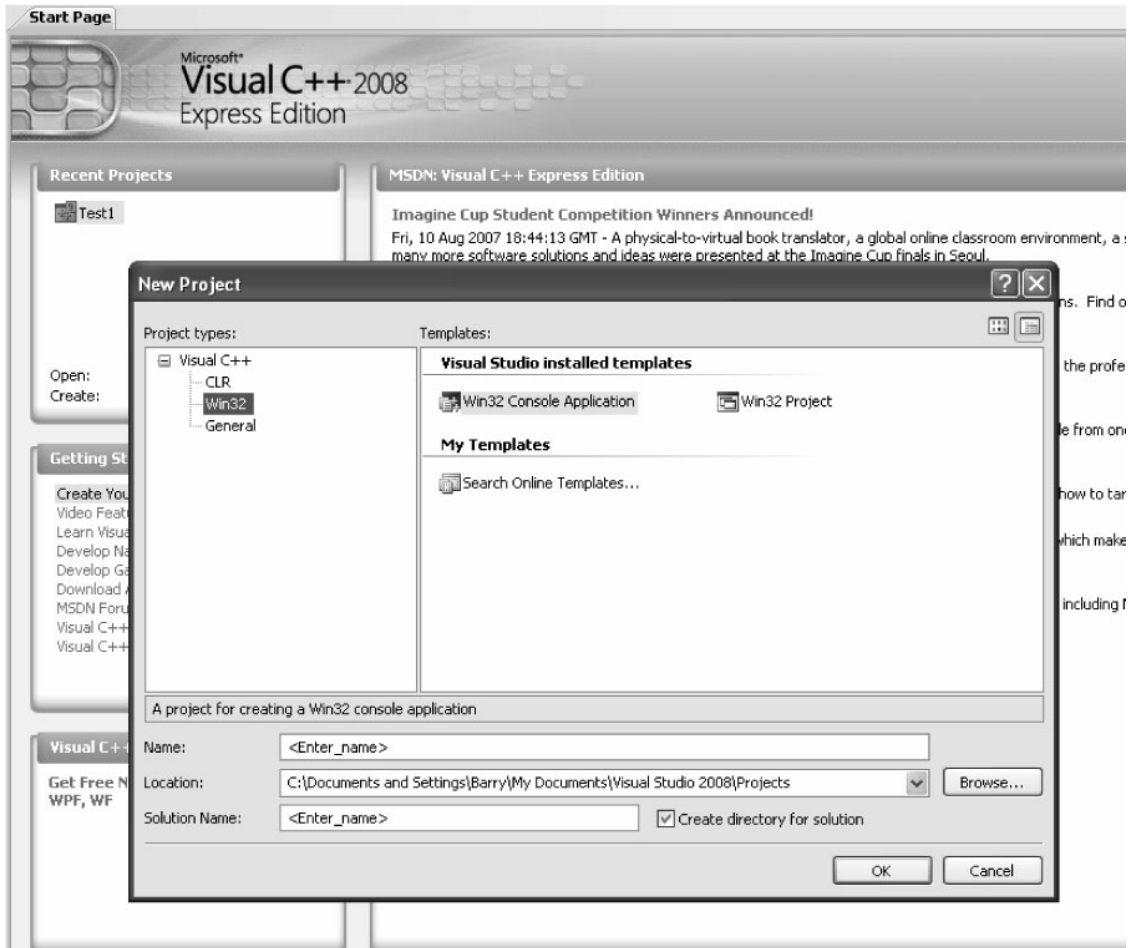 Start Page
Microsoft®
Visual C++ 2008
Express Edition
Recent Projects
Test1
Open:
Create:
Getting St
Create You
Video Feat
Learn Visua
Develop Na
Develop Ga
Download
MSDN Foru
Visual C++
Visual C++
Visual C++
Get Free N
WPF, WF
MSDN: Visual C++ Express Edition
Imagine Cup Student Competition Winners Announced!
Fri, 10 Aug 2007 18:44:13 GMT - A physical-to-virtual book translator, a global online classroom environment, a
many more software solutions and ideas were presented at the Imagine Cup finals in Seoul.
ns. Find o
the profe
le from on
how to tar
which make
including
New Project
Project types:
Visual C++
CLR
Win32
General
Templates:
Visual Studio installed templates
Win32 Console Application
Win32 Project
My Templates
Search Online Templates...
A project for creating a Win32 console application
Name:
<Enter_name>
Location:
C:\Documents and Settings\Barry\My Documents\Visual Studio 2008\Projects
Browse...
Solution Name:
<Enter_name>
Create directory for solution
OK
Cancel